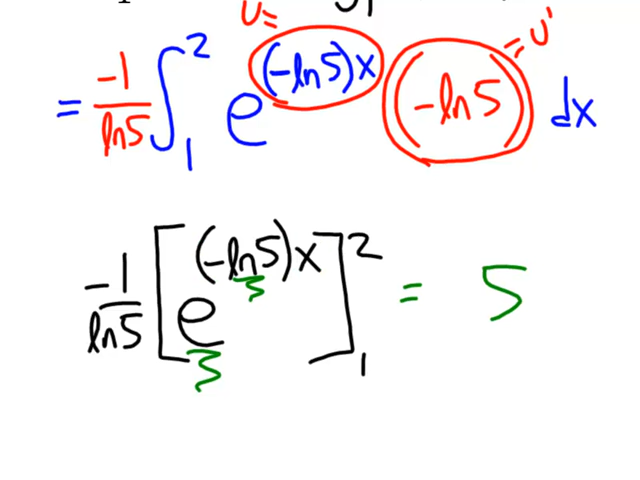 u=
= -1/ln5 ∫₁² e^((-ln5)x) (-ln5) dx
= u'
-1/ln5 [e^((-ln5)x)]₁² = 5